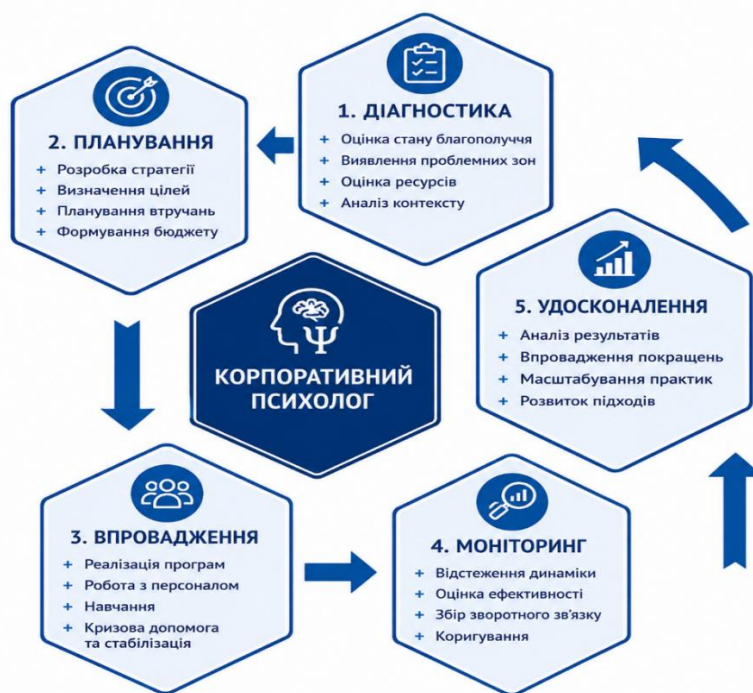 1. ДІАГНОСТИКА
+ Оцінка стану благополуччя
+ Виявлення проблемних зон
+ Оцінка ресурсів
+ Аналіз контексту
2. ПЛАНУВАННЯ
+ Розробка стратегії
+ Визначення цілей
+ Планування втручань
+ Формування бюджету
КОРПОРАТИВНИЙ
ПСИХОЛОГ
3. ВПРОВАДЖЕННЯ
+ Реалізація програм
+ Робота з персоналом
+ Навчання
+ Кризова допомога
та стабілізація
4. МОНІТОРИНГ
+ Відстеження динаміки
+ Оцінка ефективності
+ Збір зворотного зв'язку
+ Коригування
5. УДОСКОНАЛЕННЯ
+ Аналіз результатів
+ Впровадження покращень
+ Масштабування практик
+ Розвиток підходів